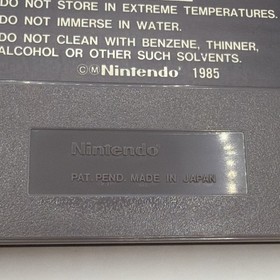 DO NOT STORE IN EXTREME TEMPERATURES.
DO NOT IMMERSE IN WATER.
DO NOT CLEAN WITH BENZENE, THINNER,
ALCOHOL OR OTHER SUCH SOLVENTS.
©ⓂNintendo 1985
Nintendo®
PAT. PEND. MADE IN JAPAN